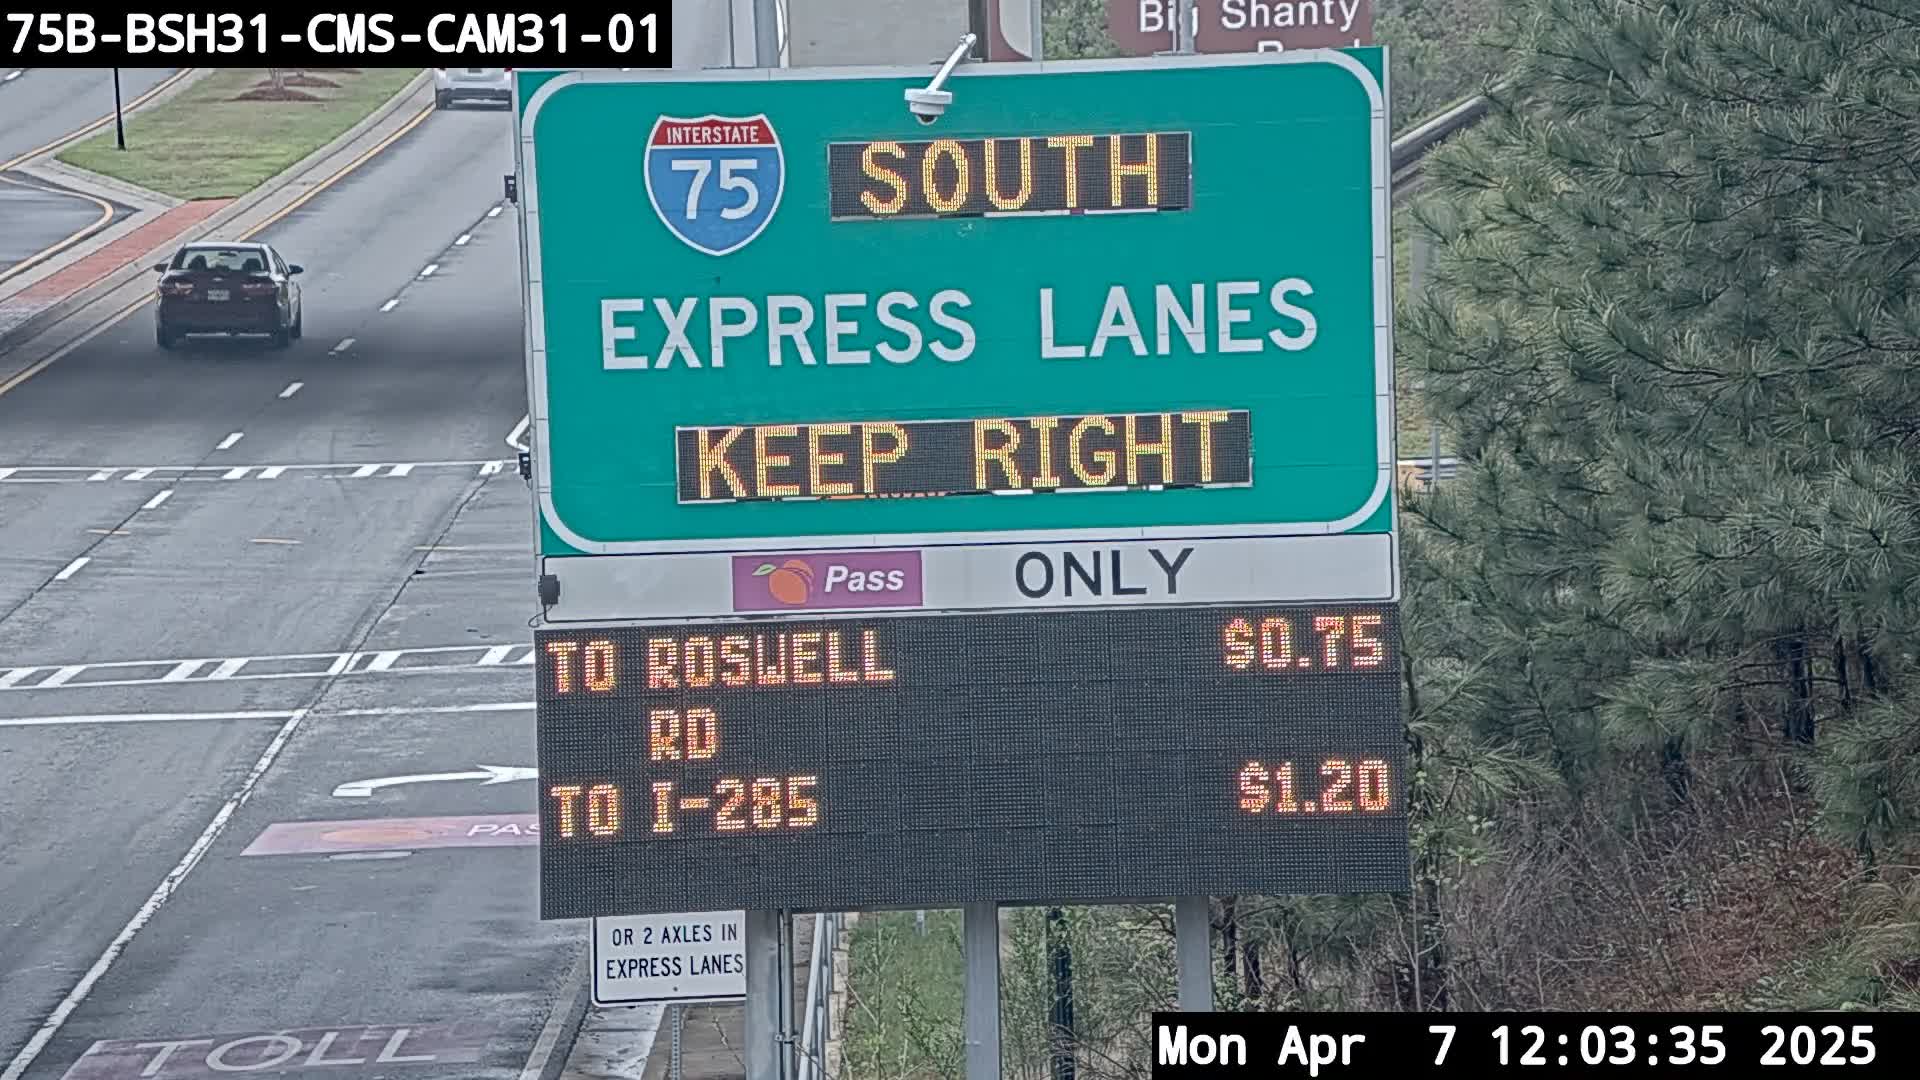 75B-BSH31-CMS-CAM31-01
Big Shanty
Road
INTERSTATE
75
SOUTH
EXPRESS LANES
KEEP RIGHT
Pass ONLY
TO ROSWELL $0.75
RD
TO I-285 $1.20
OR 2 AXLES IN
EXPRESS LANES
TOLL
Mon Apr 7 12:03:35 2025